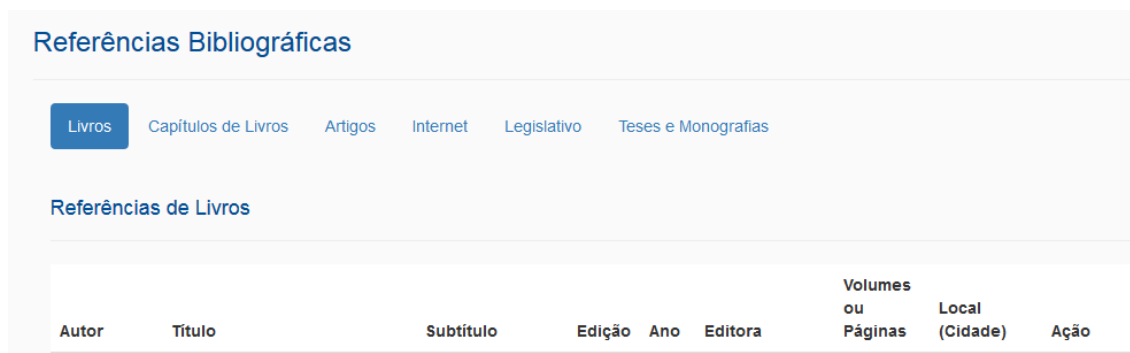 Referências Bibliográficas
Livros Capítulos de Livros Artigos Internet Legislativo Teses e Monografias
Referências de Livros
Volumes
ou Local
Autor Título Subtítulo Edição Ano Editora Páginas (Cidade) Ação